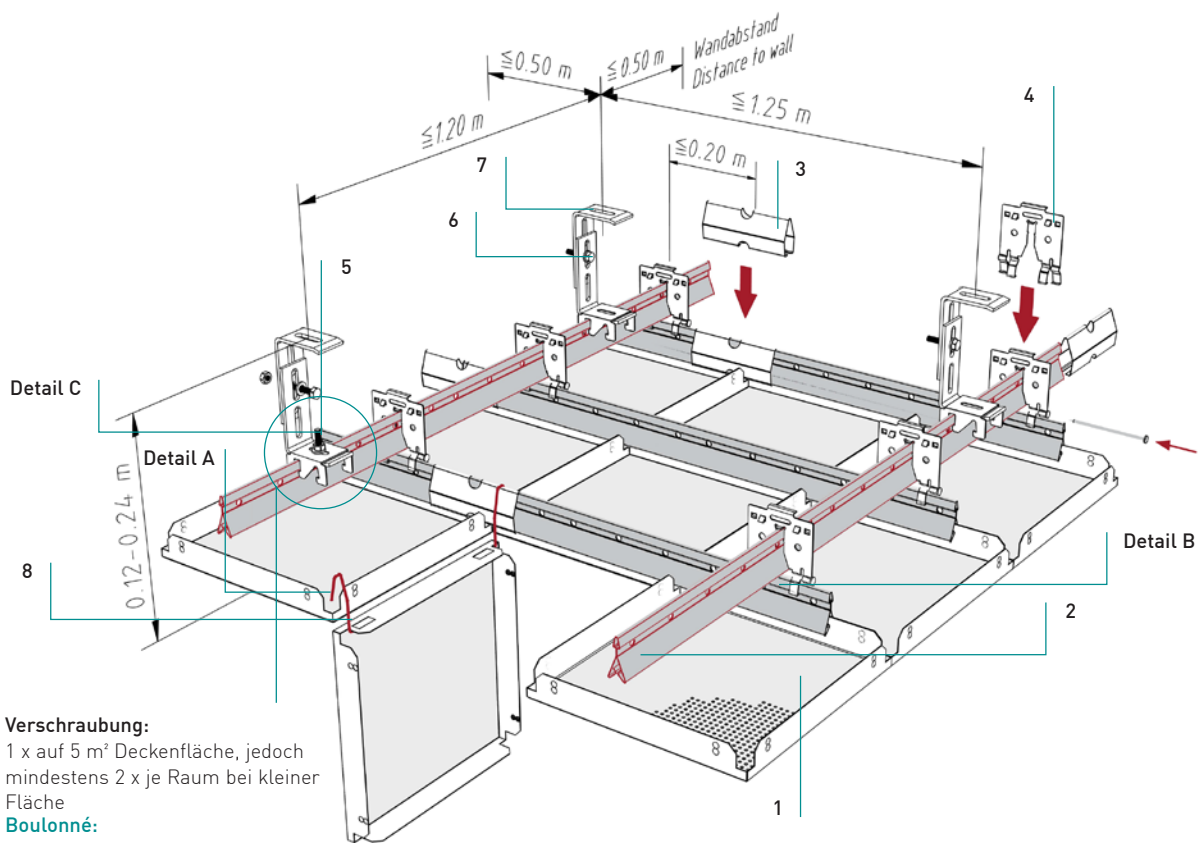 ≦0.50 m
≦0.50 m
Wandabstand
Distance to wall
≦1.20 m
≦1.25 m
4
7
≦0.20 m
3
6
5
Detail C
Detail A
0.12-0.24 m
Detail B
8
2
Verschraubung:
1 x auf 5 m² Deckenfläche, jedoch
mindestens 2 x je Raum bei kleiner
Fläche
Boulonné:
1